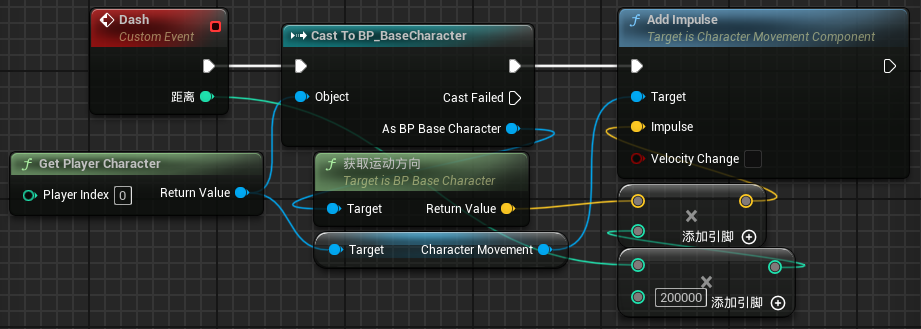 Dash
Custom Event
距离
Cast To BP_BaseCharacter
Object
Cast Failed
As BP Base Character
Add Impulse
Target is Character Movement Component
Target
Impulse
Velocity Change
Get Player Character
Player Index 0
Return Value
获取运动方向
Target is BP Base Character
Target
Return Value
Target
Character Movement
添加引脚
200000
添加引脚